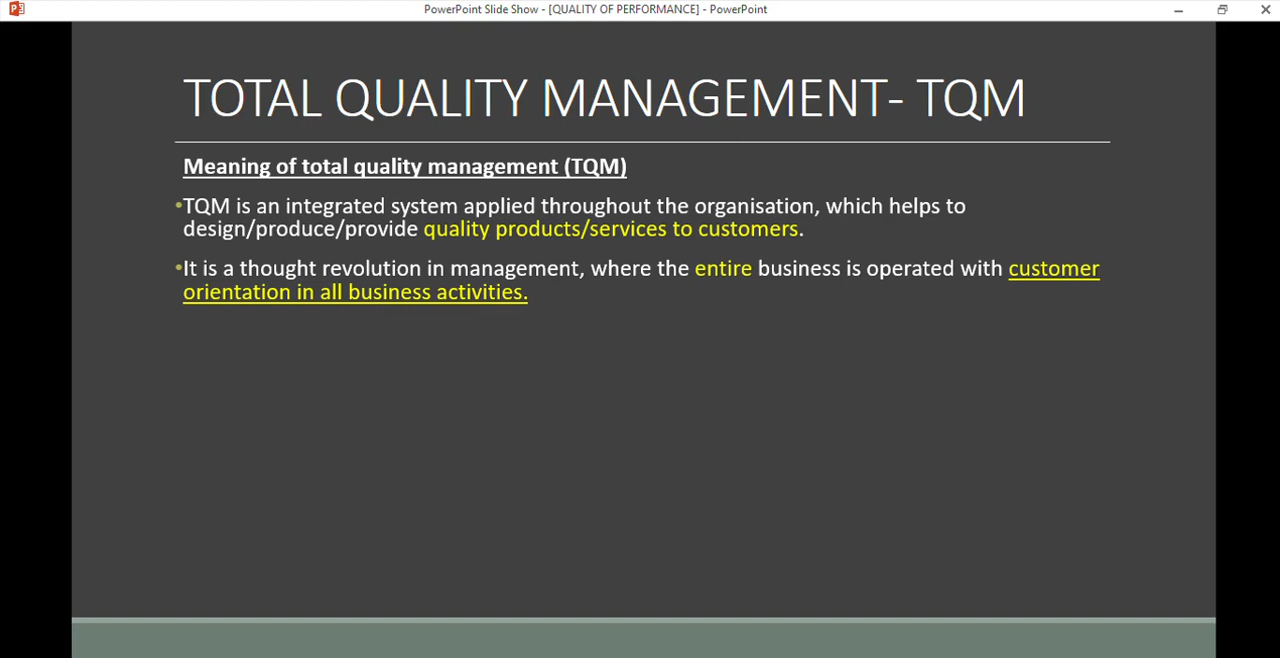 PowerPoint Slide Show - [QUALITY OF PERFORMANCE] - PowerPoint
TOTAL QUALITY MANAGEMENT- TQM
Meaning of total quality management (TQM)
•TQM is an integrated system applied throughout the organisation, which helps to
design/produce/provide quality products/services to customers.
•It is a thought revolution in management, where the entire business is operated with customer
orientation in all business activities.